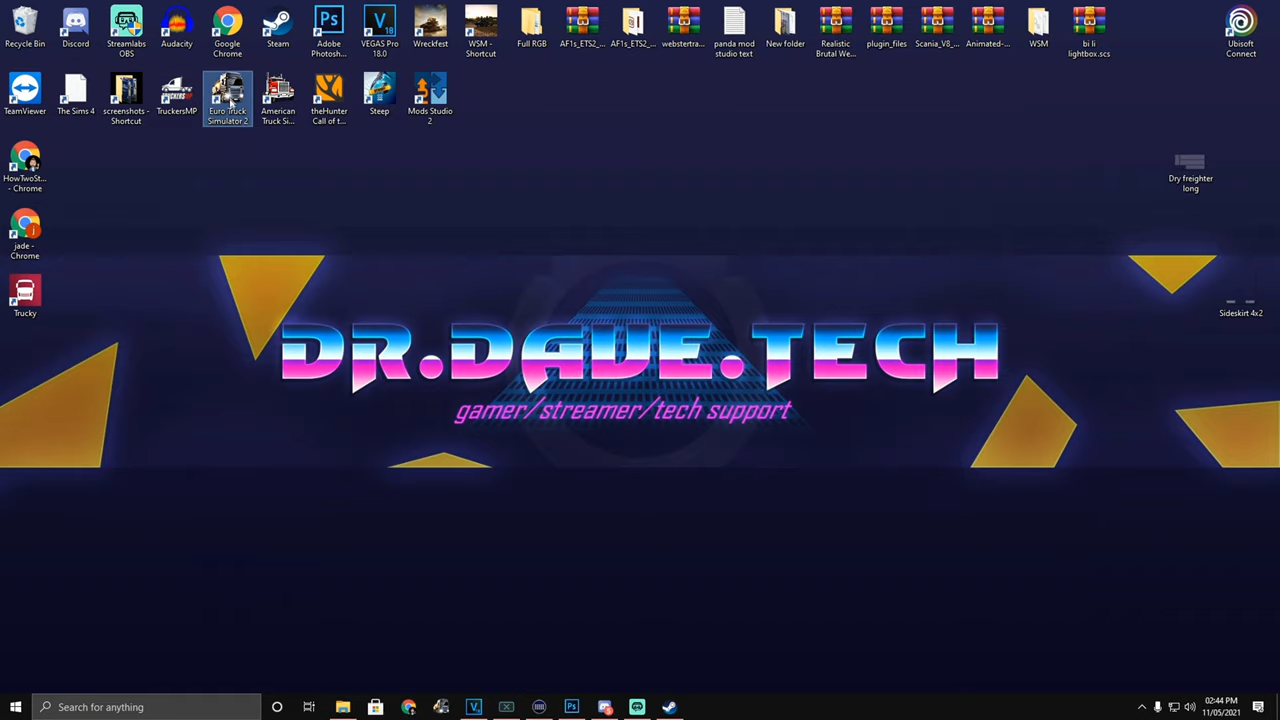 Recycle Bin
Discord
Streamlabs
OBS
Audacity
Google
Chrome
Steam
Adobe
Photosh...
VEGAS Pro
18.0
Wreckfest
WSM -
Shortcut
Full RGB
AF1s_ETS2_...
AF1s_ETS2_...
webstertra...
panda mod
studio text
New folder
Realistic
Brutal We...
plugin_files
Scania_V8_...
Animated-...
WSM
bi li
lightbox.scs
Ubisoft
Connect
TeamViewer
The Sims 4
screenshots -
Shortcut
TruckersMP
Euro Truck
Simulator 2
American
Truck Si...
theHunter
Call of t...
Steep
Mods Studio
2
HowTwoSt...
- Chrome
Dry freighter
long
jade -
Chrome
Trucky
Sideskirt 4x2
DR.DAVE.TECH
gamer/streamer/tech support
Search for anything
02:44 PM
11/05/2021